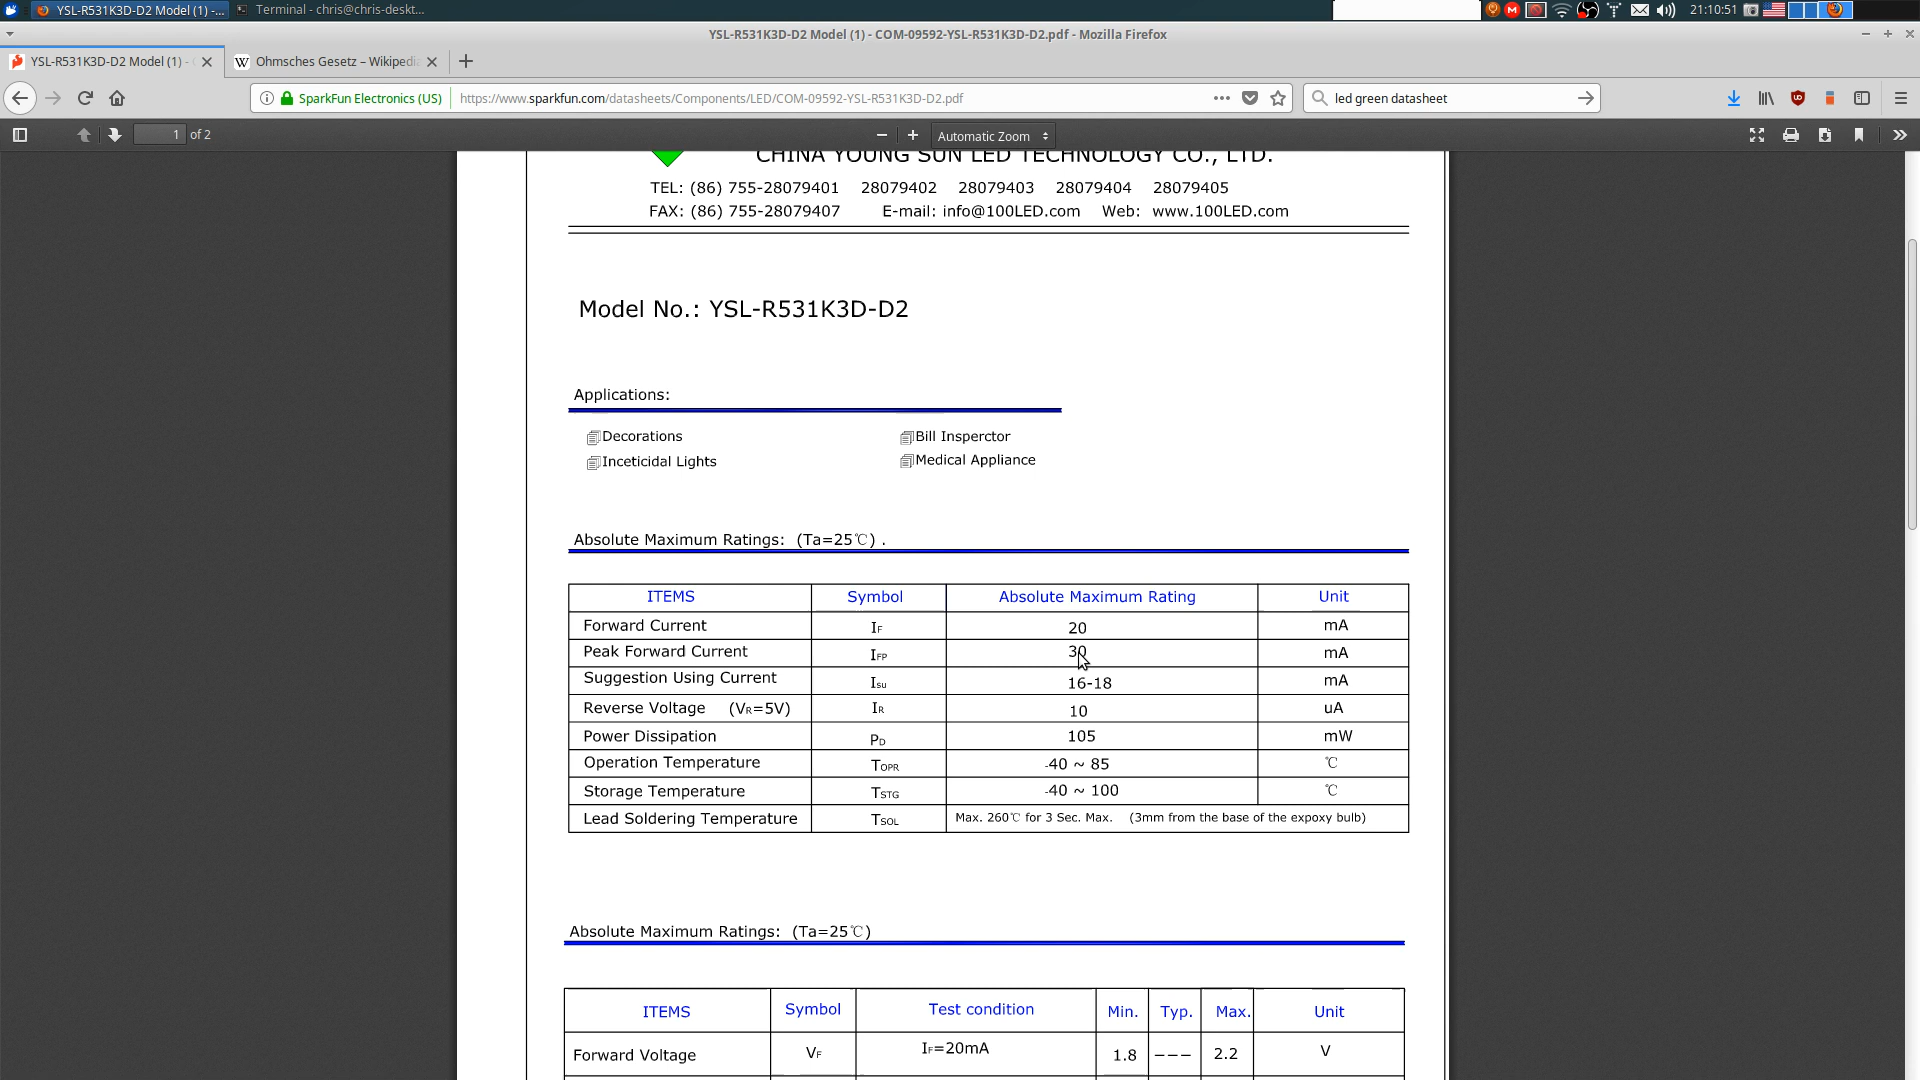 YSL-R531K3D-D2 Model (1) -... Terminal - chris@chris-deskt... 21:10:51
YSL-R531K3D-D2 Model (1) - COM-09592-YSL-R531K3D-D2.pdf - Mozilla Firefox
YSL-R531K3D-D2 Model (1) - Ohmsches Gesetz – Wikipedi
SparkFun Electronics (US) https://www.sparkfun.com/datasheets/Components/LED/COM-09592-YSL-R531K3D-D2.pdf led green datasheet
1 of 2 Automatic Zoom
CHINA YOUNG SUN LED TECHNOLOGY CO., LTD.
TEL: (86) 755-28079401 28079402 28079403 28079404 28079405
FAX: (86) 755-28079407 E-mail: info@100LED.com Web: www.100LED.com
Model No.: YSL-R531K3D-D2
Applications:
Decorations Bill Insperctor
Inceticidal Lights Medical Appliance
Absolute Maximum Ratings: (Ta=25℃) .
ITEMS Symbol Absolute Maximum Rating Unit
Forward Current IF 20 mA
Peak Forward Current IFP 30 mA
Suggestion Using Current Isu 16-18 mA
Reverse Voltage (VR=5V) IR 10 uA
Power Dissipation PD 105 mW
Operation Temperature TOPR -40 ~ 85 ℃
Storage Temperature TSTG -40 ~ 100 ℃
Lead Soldering Temperature TSOL Max. 260℃ for 3 Sec. Max. (3mm from the base of the expoxy bulb)
Absolute Maximum Ratings: (Ta=25℃)
ITEMS Symbol Test condition Min. Typ. Max. Unit
Forward Voltage VF IF=20mA 1.8 --- 2.2 V